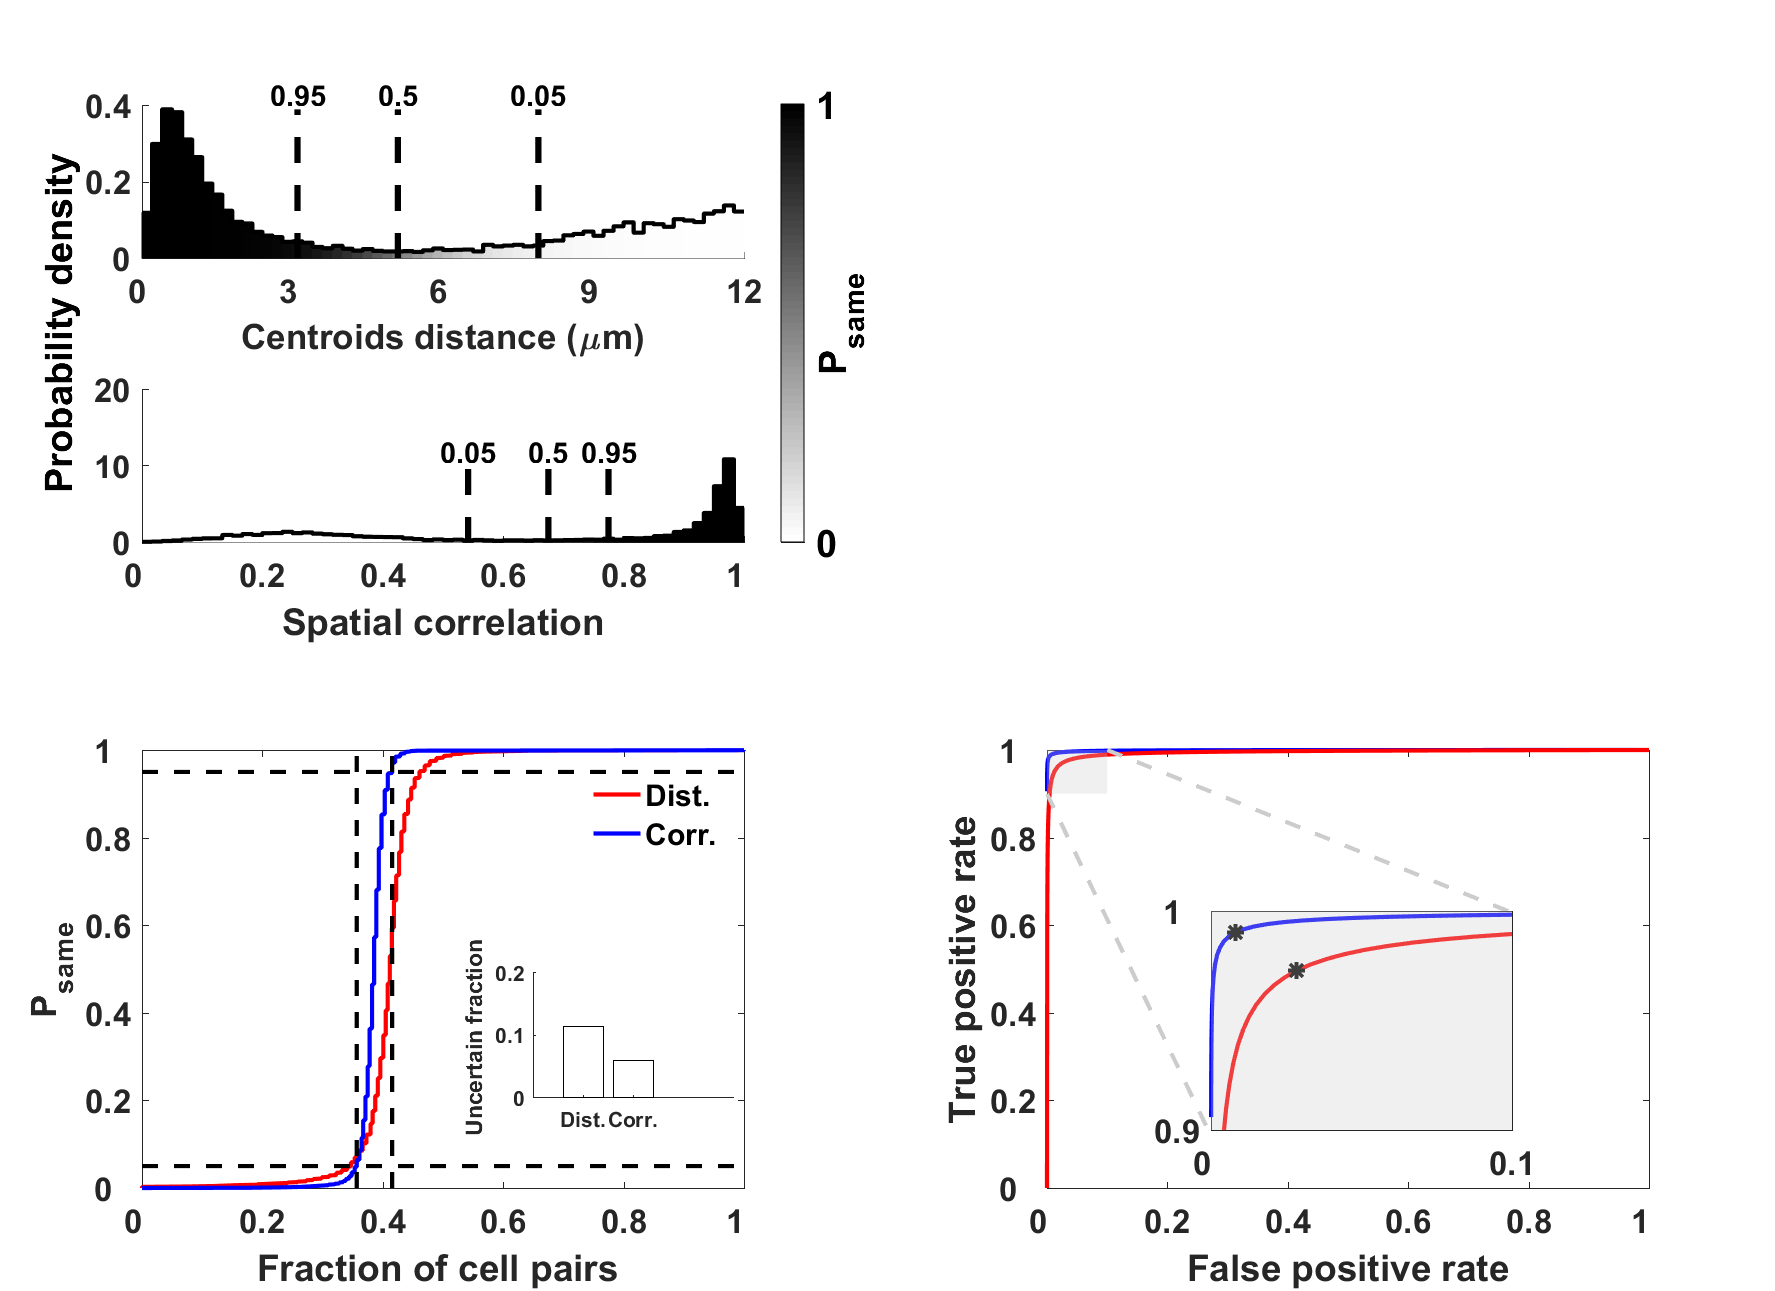 0.95 0.5 0.05
0.4
0.2
0
0 3 6 9 12
Centroids distance (μm)
Probability density
20
10
0
0.05 0.5 0.95
0 0.2 0.4 0.6 0.8 1
Spatial correlation
1
0
P same
1
0.8
0.6
0.4
0.2
0
P same
Dist.
Corr.
0.2
0.1
0
Uncertain fraction
Dist. Corr.
0 0.2 0.4 0.6 0.8 1
Fraction of cell pairs
1
0.8
0.6
0.4
0.2
0
True positive rate
1
0.9
0 0.1
0 0.2 0.4 0.6 0.8 1
False positive rate